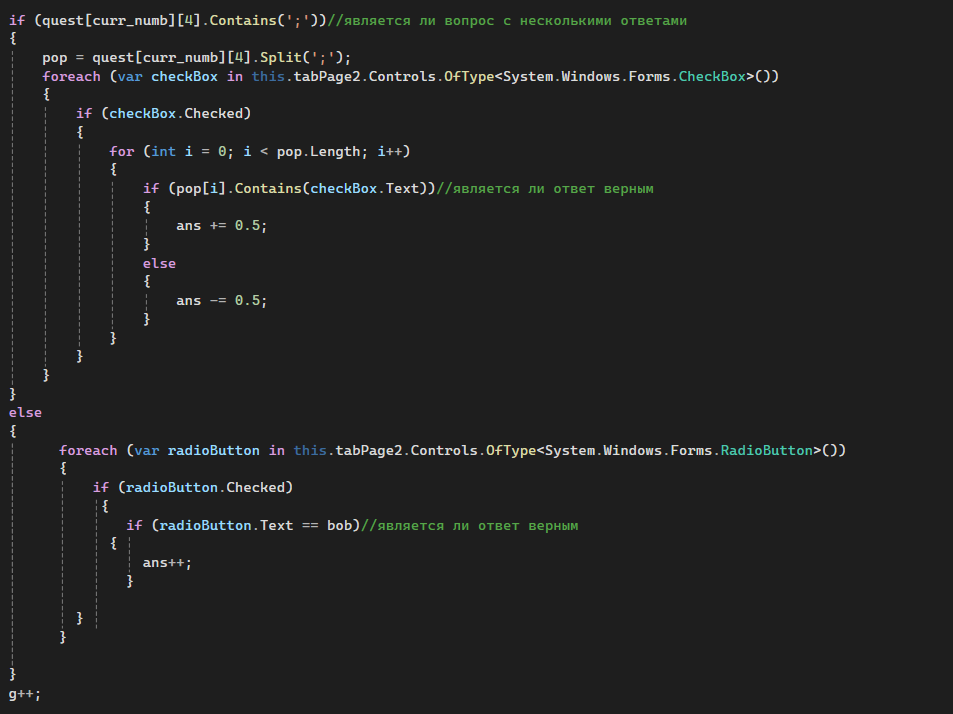 if (quest[curr_numb][4].Contains(';'))//является ли вопрос с несколькими ответами
{
    pop = quest[curr_numb][4].Split(';');
    foreach (var checkBox in this.tabPage2.Controls.OfType<System.Windows.Forms.CheckBox>())
    {
        if (checkBox.Checked)
        {
            for (int i = 0; i < pop.Length; i++)
            {
                if (pop[i].Contains(checkBox.Text))//является ли ответ верным
                {
                    ans += 0.5;
                }
                else
                {
                    ans -= 0.5;
                }
            }
        }
    }
}
else
{
      foreach (var radioButton in this.tabPage2.Controls.OfType<System.Windows.Forms.RadioButton>())
      {
          if (radioButton.Checked)
           {
              if (radioButton.Text == bob)//является ли ответ верным
            {
                ans++;
              }
        }
      }
}
g++;